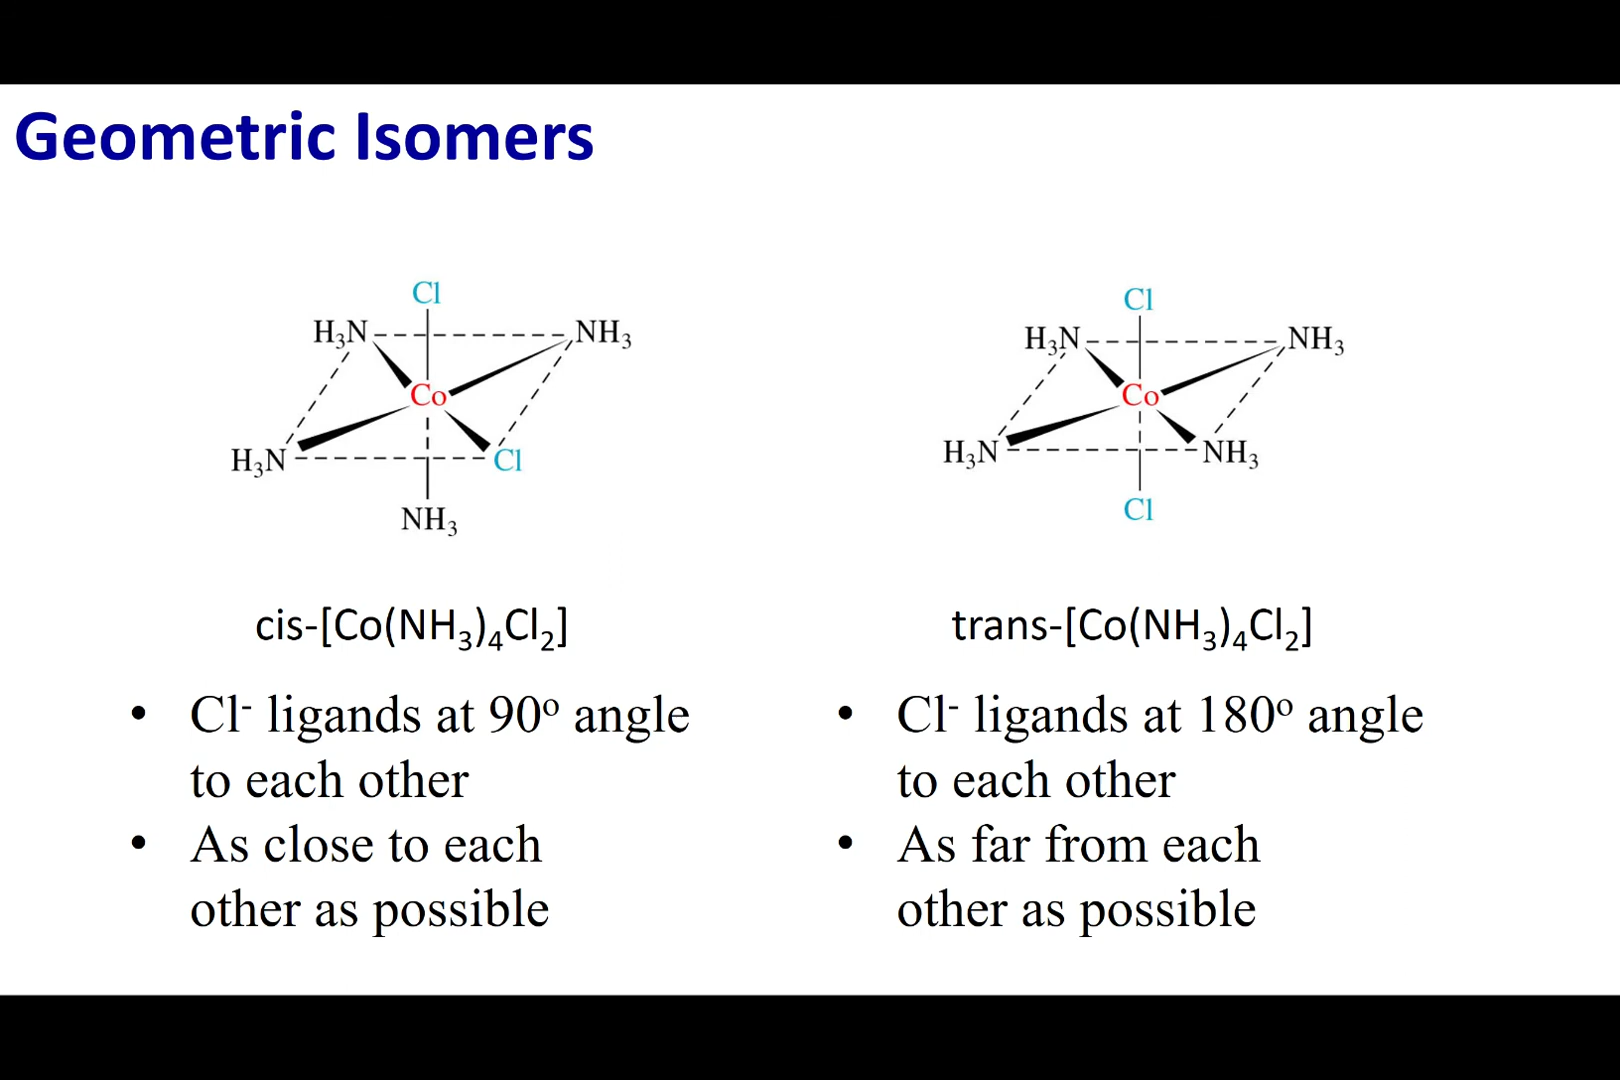 Geometric Isomers
Cl
H₃N NH₃
Co
H₃N Cl
NH₃
cis-[Co(NH₃)₄Cl₂]
• Cl⁻ ligands at 90º angle
to each other
• As close to each
other as possible
Cl
H₃N NH₃
Co
H₃N NH₃
Cl
trans-[Co(NH₃)₄Cl₂]
• Cl⁻ ligands at 180º angle
to each other
• As far from each
other as possible